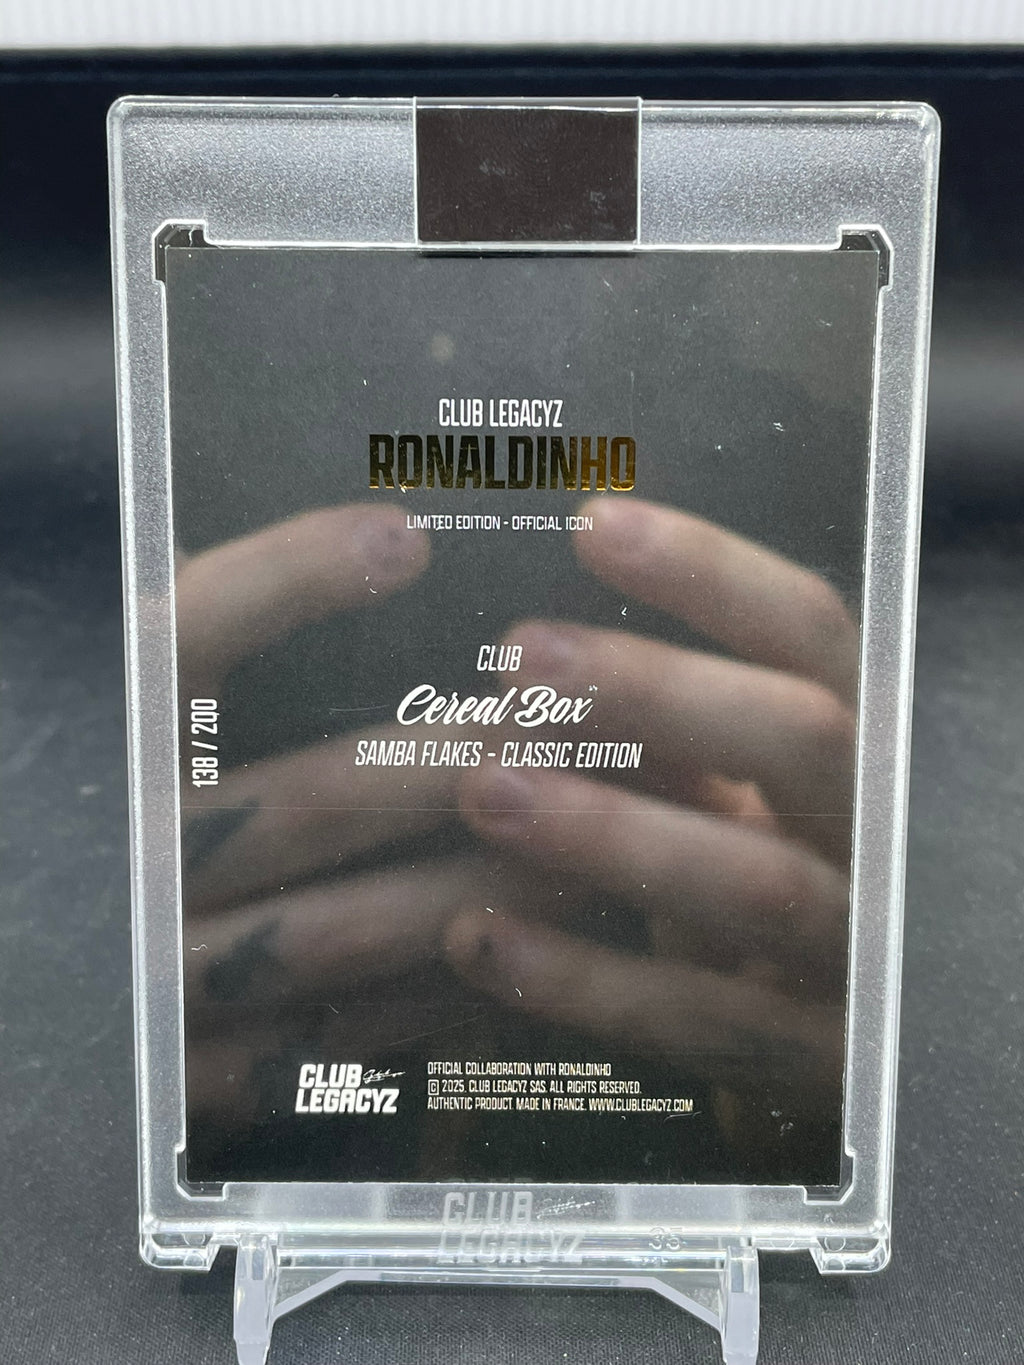 CLUB LEGACYZ
RONALDINHO
LIMITED EDITION - OFFICIAL ICON
CLUB
Cereal Box
SAMBA FLAKES - CLASSIC EDITION
138 / 200
CLUB
LEGACYZ
OFFICIAL COLLABORATION WITH RONALDINHO
© 2025. CLUB LEGACYZ SAS. ALL RIGHTS RESERVED.
AUTHENTIC PRODUCT. MADE IN FRANCE. WWW.CLUBLEGACYZ.COM
CLUB
LEGACYZ
35